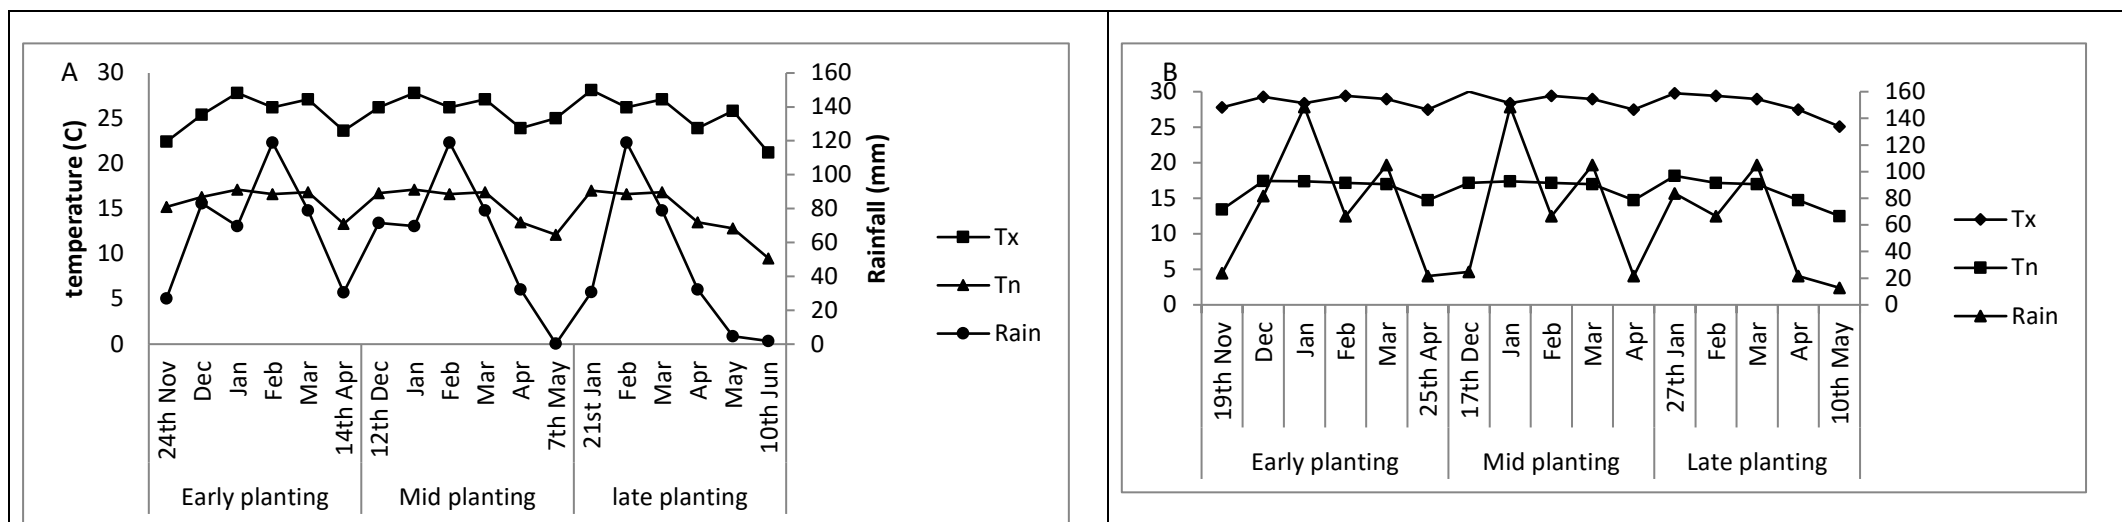 A
30
25
20
15
10
5
0
temperature (C)
160
140
120
100
80
60
40
20
0
Rainfall (mm)
Tx
Tn
Rain
24th Nov
Dec
Jan
Feb
Mar
14th Apr
12th Dec
Jan
Feb
Mar
Apr
7th May
21st Jan
Feb
Mar
Apr
May
10th Jun
Early planting
Mid planting
late planting
B
30
25
20
15
10
5
0
160
140
120
100
80
60
40
20
0
Tx
Tn
Rain
19th Nov
Dec
Jan
Feb
Mar
25th Apr
17th Dec
Jan
Feb
Mar
Apr
27th Jan
Feb
Mar
Apr
10th May
Early planting
Mid planting
Late planting